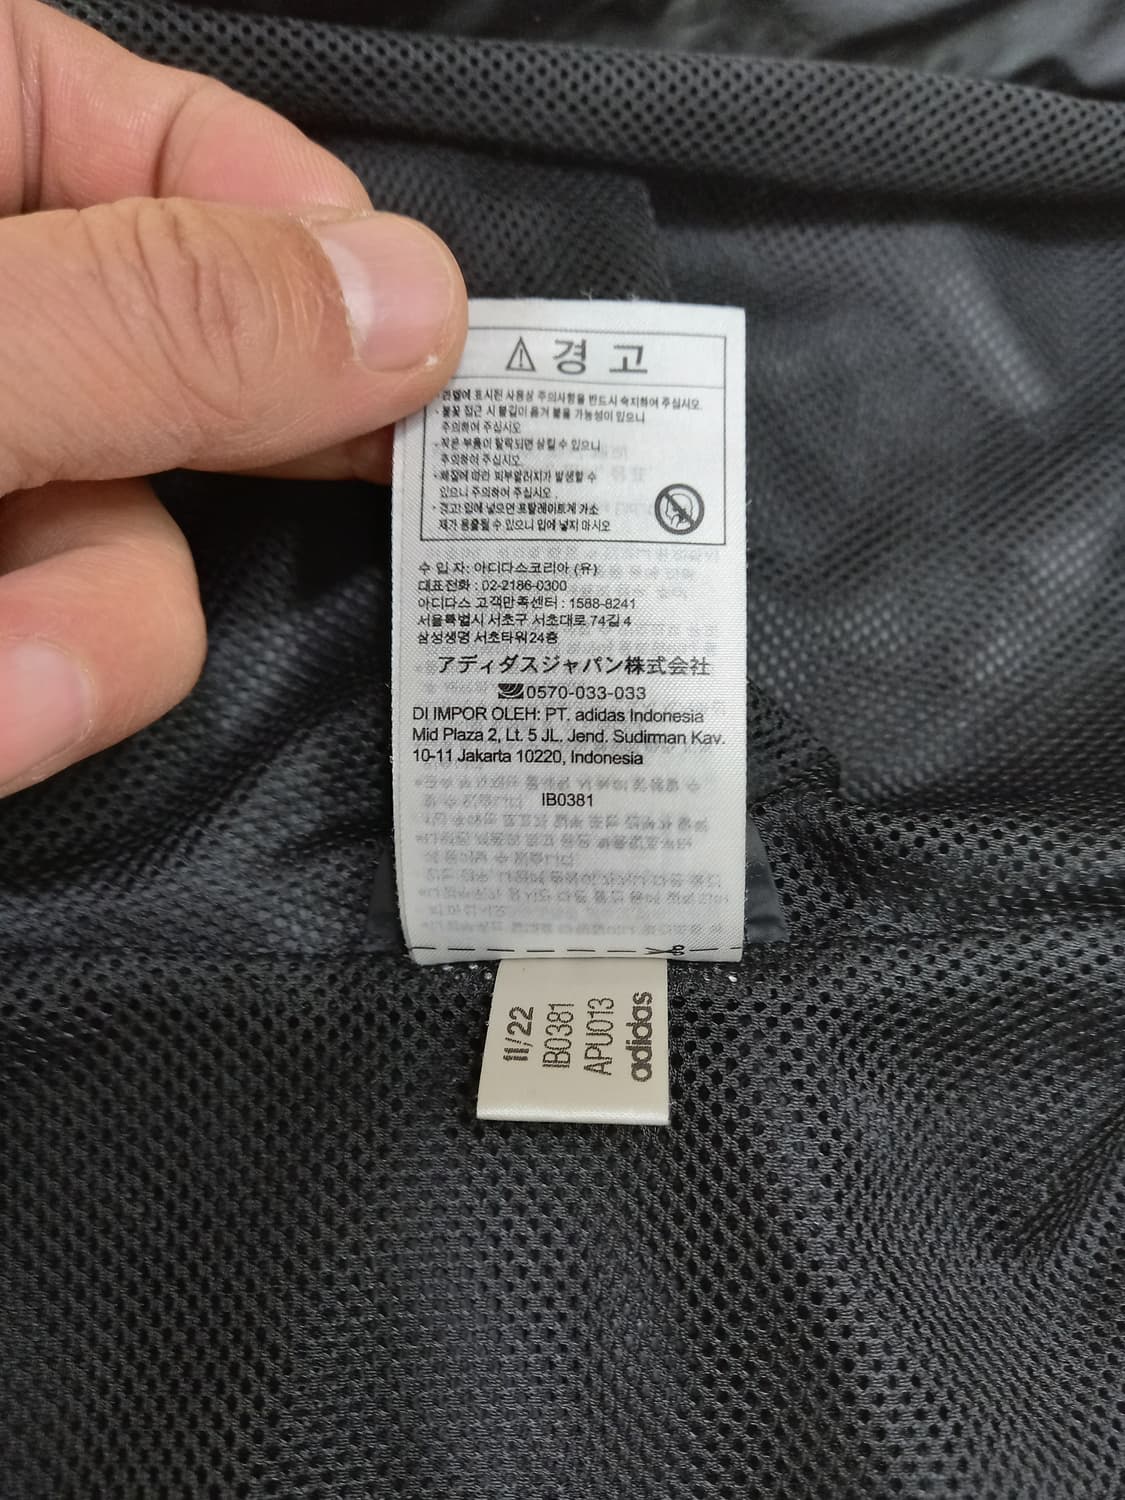 ⚠ 경 고
· 라벨에 표시된 사용상 주의사항을 반드시 숙지하여 주십시오.
· 불꽃 접근 시 불길이 옮겨 붙을 가능성이 있으니
주의하여 주십시오
· 작은 부품이 탈락되면 삼킬 수 있으니
주의하여 주십시오.
· 체질에 따라 피부알러지가 발생할 수
있으니 주의하여 주십시오 .
· 경고! 입에 넣으면 프탈레이트계 가소
제가 용출될 수 있으니 입에 넣지 마시오
수 입 자: 아디다스코리아 (유)
대표전화 : 02-2186-0300
아디다스 고객만족센터 : 1588-8241
서울특별시 서초구 서초대로 74길 4
삼성생명 서초타워 24층
アディダスジャパン株式会社
0570-033-033
DI IMPOR OLEH: PT. adidas Indonesia
Mid Plaza 2, Lt. 5 JL. Jend. Sudirman Kav.
10-11 Jakarta 10220, Indonesia
IB0381
11/22
IB0381
APU013
adidas